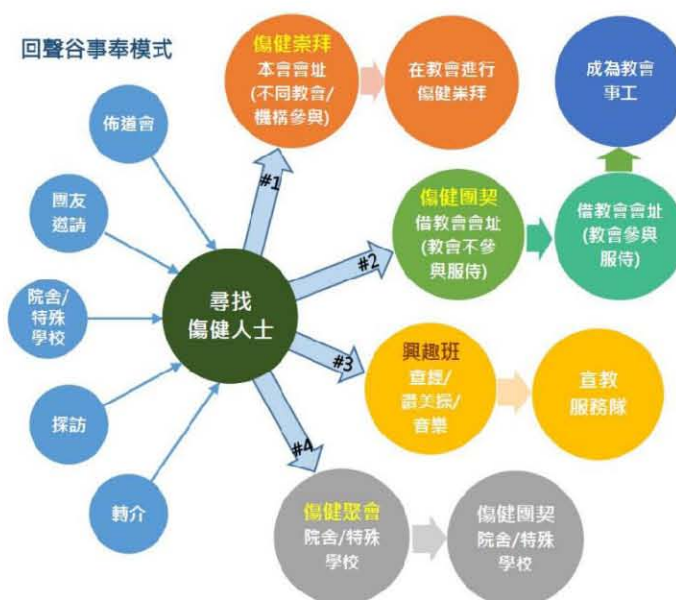 回聲谷事奉模式
佈道會
團友
邀請
院舍/
特殊
學校
探訪
轉介
尋找
傷健人士
#1
傷健崇拜
本會會址
(不同教會/
機構參與)
在教會進行
傷健崇拜
#2
傷健團契
借教會會址
(教會不參
與服侍)
借教會會址
(教會參與
服侍)
成為教會
事工
#3
興趣班
查經/
讚美操/
音樂
宣教
服務隊
#4
傷健聚會
院舍/特殊
學校
傷健團契
院舍/特殊
學校